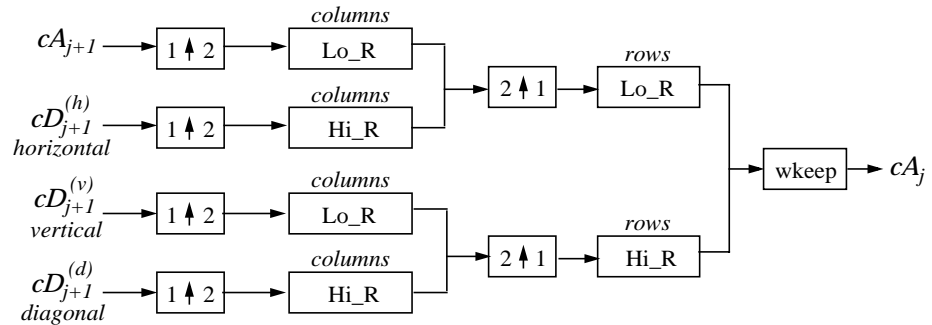 columns
cA_{j+1} 1 ↑ 2 Lo_R
rows
columns 2 ↑ 1 Lo_R
cD_{j+1}^{(h)} 1 ↑ 2 Hi_R
horizontal
wkeep cA_j
columns
cD_{j+1}^{(v)} 1 ↑ 2 Lo_R
vertical
rows
columns 2 ↑ 1 Hi_R
cD_{j+1}^{(d)} 1 ↑ 2 Hi_R
diagonal